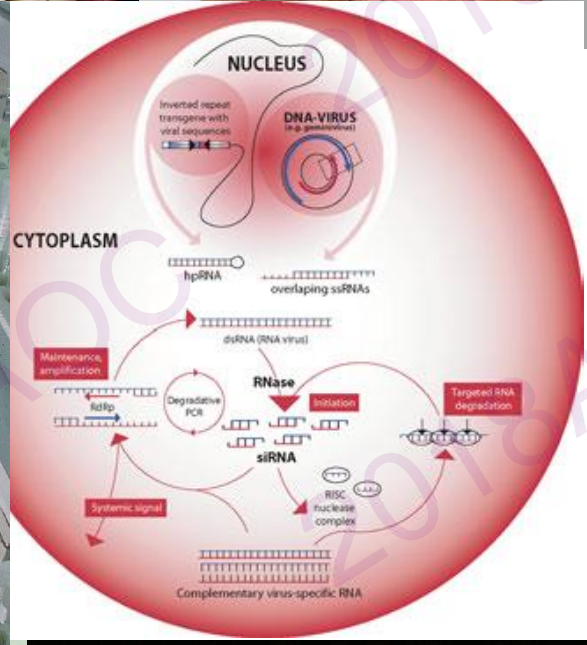 NUCLEUS
Inverted repeat
transgene with
viral sequences
DNA-VIRUS
(e.g. geminivirus)
CYTOPLASM
hpRNA
overlaping ssRNAs
dsRNA (RNA virus)
Maintenance,
amplification
RdRp
Degradative
PCR
RNase
Initiation
siRNA
Targeted RNA
degradation
RISC
nuclease
complex
Systemic signal
Complementary virus-specific RNA